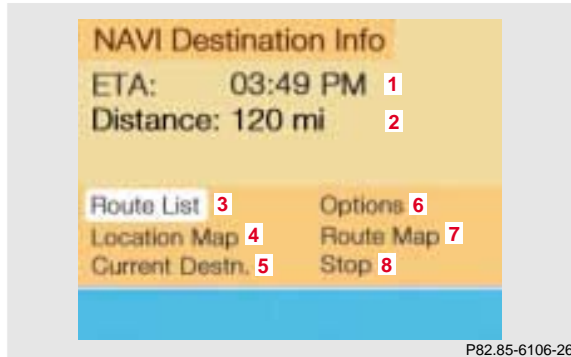 NAVI Destination Info
ETA: 03:49 PM 1
Distance: 120 mi 2
Route List 3 Options 6
Location Map 4 Route Map 7
Current Destn. 5 Stop 8
P82.85-6106-26